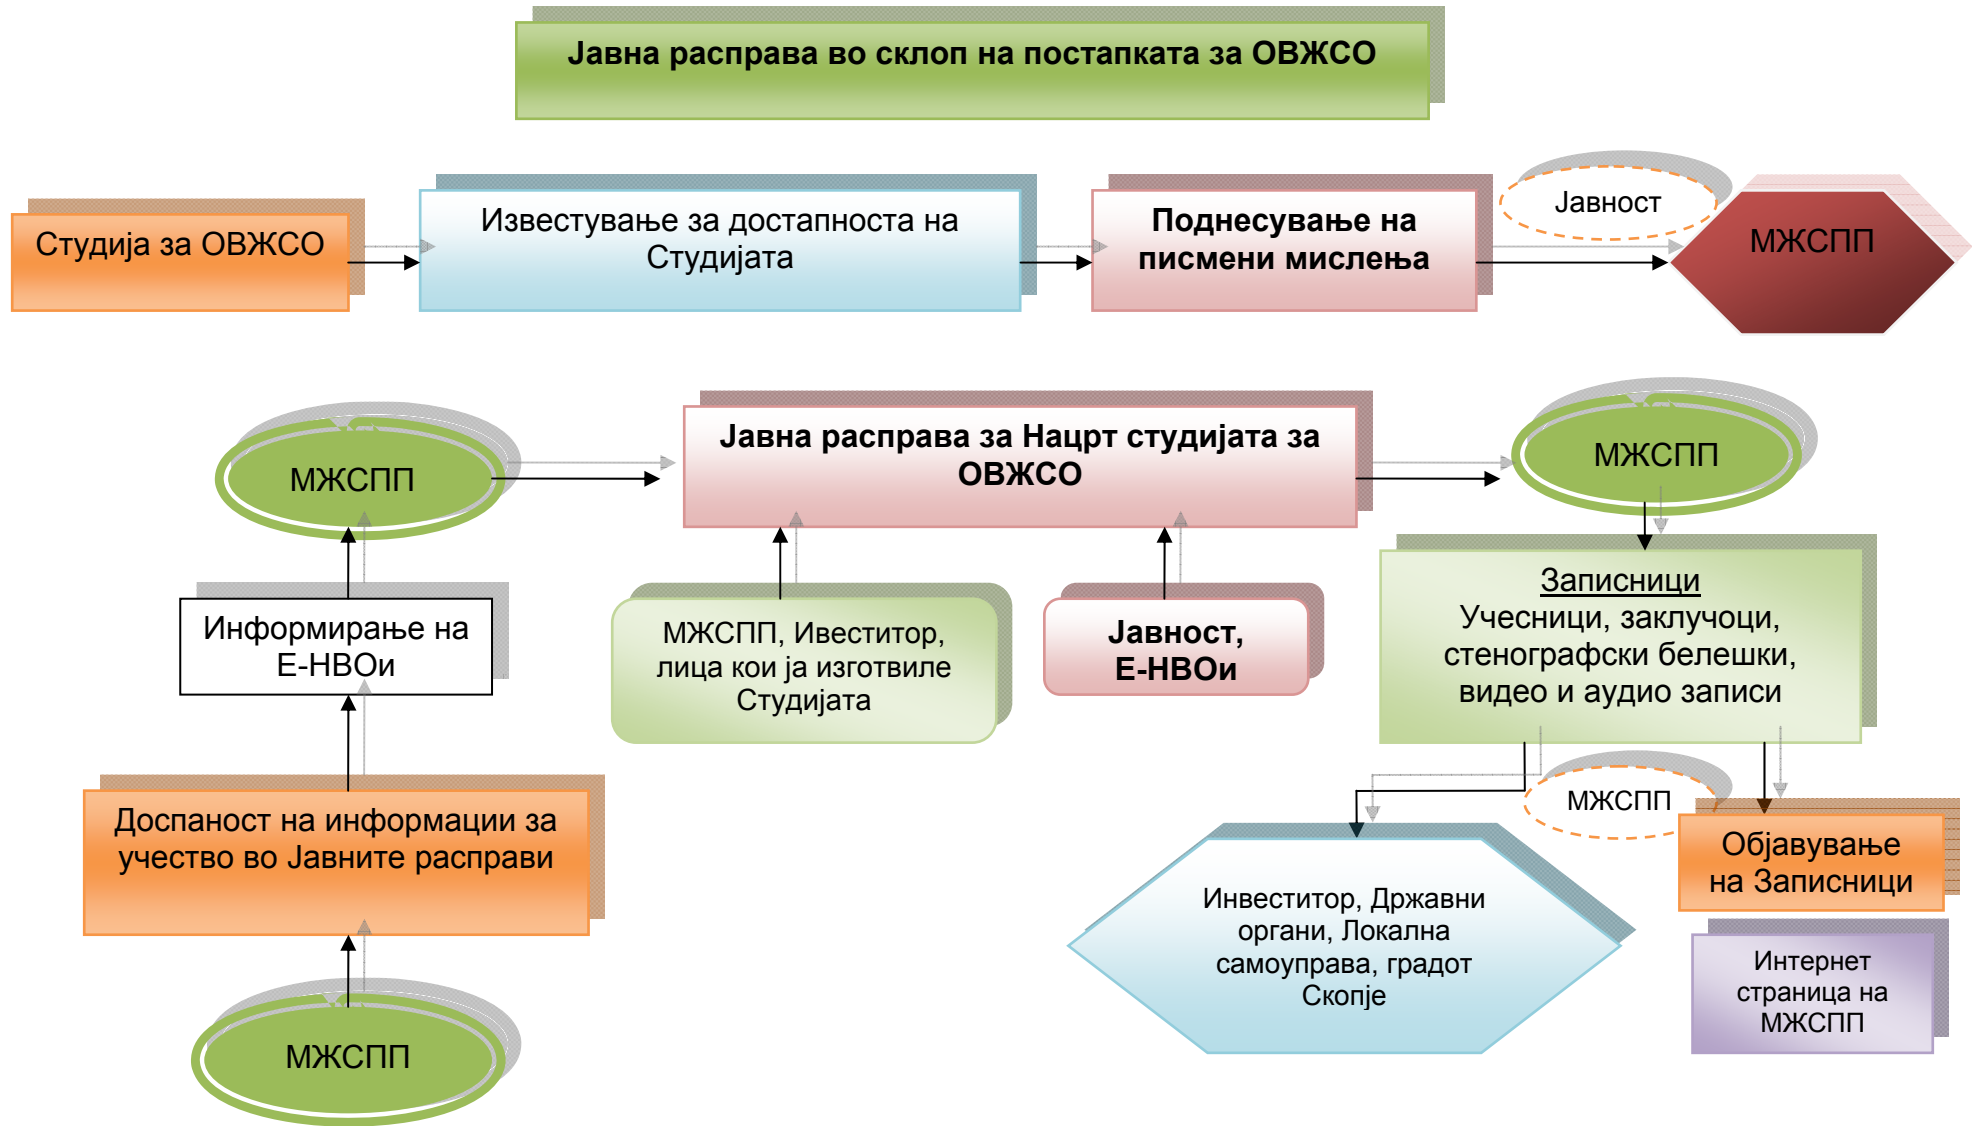 Јавна расправа во склоп на постапката за ОВЖСО
Студија за ОВЖСО
Известување за достапноста на
Студијата
Поднесување на
писмени мислења
Јавност
МЖСПП
МЖСПП
Јавна расправа за Нацрт студијата за
ОВЖСО
МЖСПП
Информирање на
Е-НВОи
МЖСПП, Ивеститор,
лица кои ја изготвиле
Студијата
Јавност,
Е-НВОи
Записници
Учесници, заклучоци,
стенографски белешки,
видео и аудио записи
Доспаност на информации за
учество во Јавните расправи
МЖСПП
Објавување
на Записници
Инвеститор, Државни
органи, Локална
самоуправа, градот
Скопје
Интернет
страница на
МЖСПП
МЖСПП